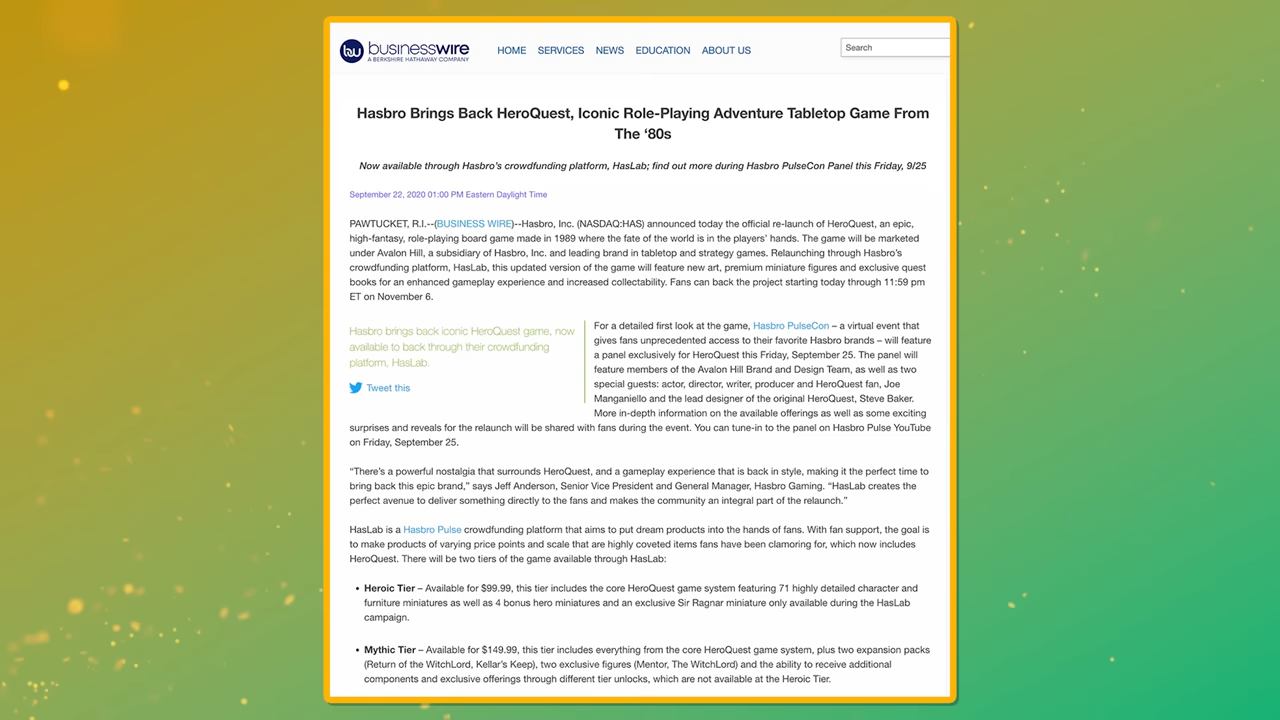 businesswire
A BERKSHIRE HATHAWAY COMPANY
HOME SERVICES NEWS EDUCATION ABOUT US
Search
Hasbro Brings Back HeroQuest, Iconic Role-Playing Adventure Tabletop Game From
The ‘80s
Now available through Hasbro’s crowdfunding platform, HasLab; find out more during Hasbro PulseCon Panel this Friday, 9/25
September 22, 2020 01:00 PM Eastern Daylight Time
PAWTUCKET, R.I.--(BUSINESS WIRE)--Hasbro, Inc. (NASDAQ:HAS) announced today the official re-launch of HeroQuest, an epic,
high-fantasy, role-playing board game made in 1989 where the fate of the world is in the players’ hands. The game will be marketed
under Avalon Hill, a subsidiary of Hasbro, Inc. and leading brand in tabletop and strategy games. Relaunching through Hasbro’s
crowdfunding platform, HasLab, this updated version of the game will feature new art, premium miniature figures and exclusive quest
books for an enhanced gameplay experience and increased collectability. Fans can back the project starting today through 11:59 pm
ET on November 6.
Hasbro brings back iconic HeroQuest game, now
available to back through their crowdfunding
platform, HasLab.
Tweet this
For a detailed first look at the game, Hasbro PulseCon – a virtual event that
gives fans unprecedented access to their favorite Hasbro brands – will feature
a panel exclusively for HeroQuest this Friday, September 25. The panel will
feature members of the Avalon Hill Brand and Design Team, as well as two
special guests: actor, director, writer, producer and HeroQuest fan, Joe
Manganiello and the lead designer of the original HeroQuest, Steve Baker.
More in-depth information on the available offerings as well as some exciting
surprises and reveals for the relaunch will be shared with fans during the event. You can tune-in to the panel on Hasbro Pulse YouTube
on Friday, September 25.
“There’s a powerful nostalgia that surrounds HeroQuest, and a gameplay experience that is back in style, making it the perfect time to
bring back this epic brand,” says Jeff Anderson, Senior Vice President and General Manager, Hasbro Gaming. “HasLab creates the
perfect avenue to deliver something directly to the fans and makes the community an integral part of the relaunch.”
HasLab is a Hasbro Pulse crowdfunding platform that aims to put dream products into the hands of fans. With fan support, the goal is
to make products of varying price points and scale that are highly coveted items fans have been clamoring for, which now includes
HeroQuest. There will be two tiers of the game available through HasLab:
• Heroic Tier – Available for $99.99, this tier includes the core HeroQuest game system featuring 71 highly detailed character and
furniture miniatures as well as 4 bonus hero miniatures and an exclusive Sir Ragnar miniature only available during the HasLab
campaign.
• Mythic Tier – Available for $149.99, this tier includes everything from the core HeroQuest game system, plus two expansion packs
(Return of the WitchLord, Kellar’s Keep), two exclusive figures (Mentor, The WitchLord) and the ability to receive additional
components and exclusive offerings through different tier unlocks, which are not available at the Heroic Tier.